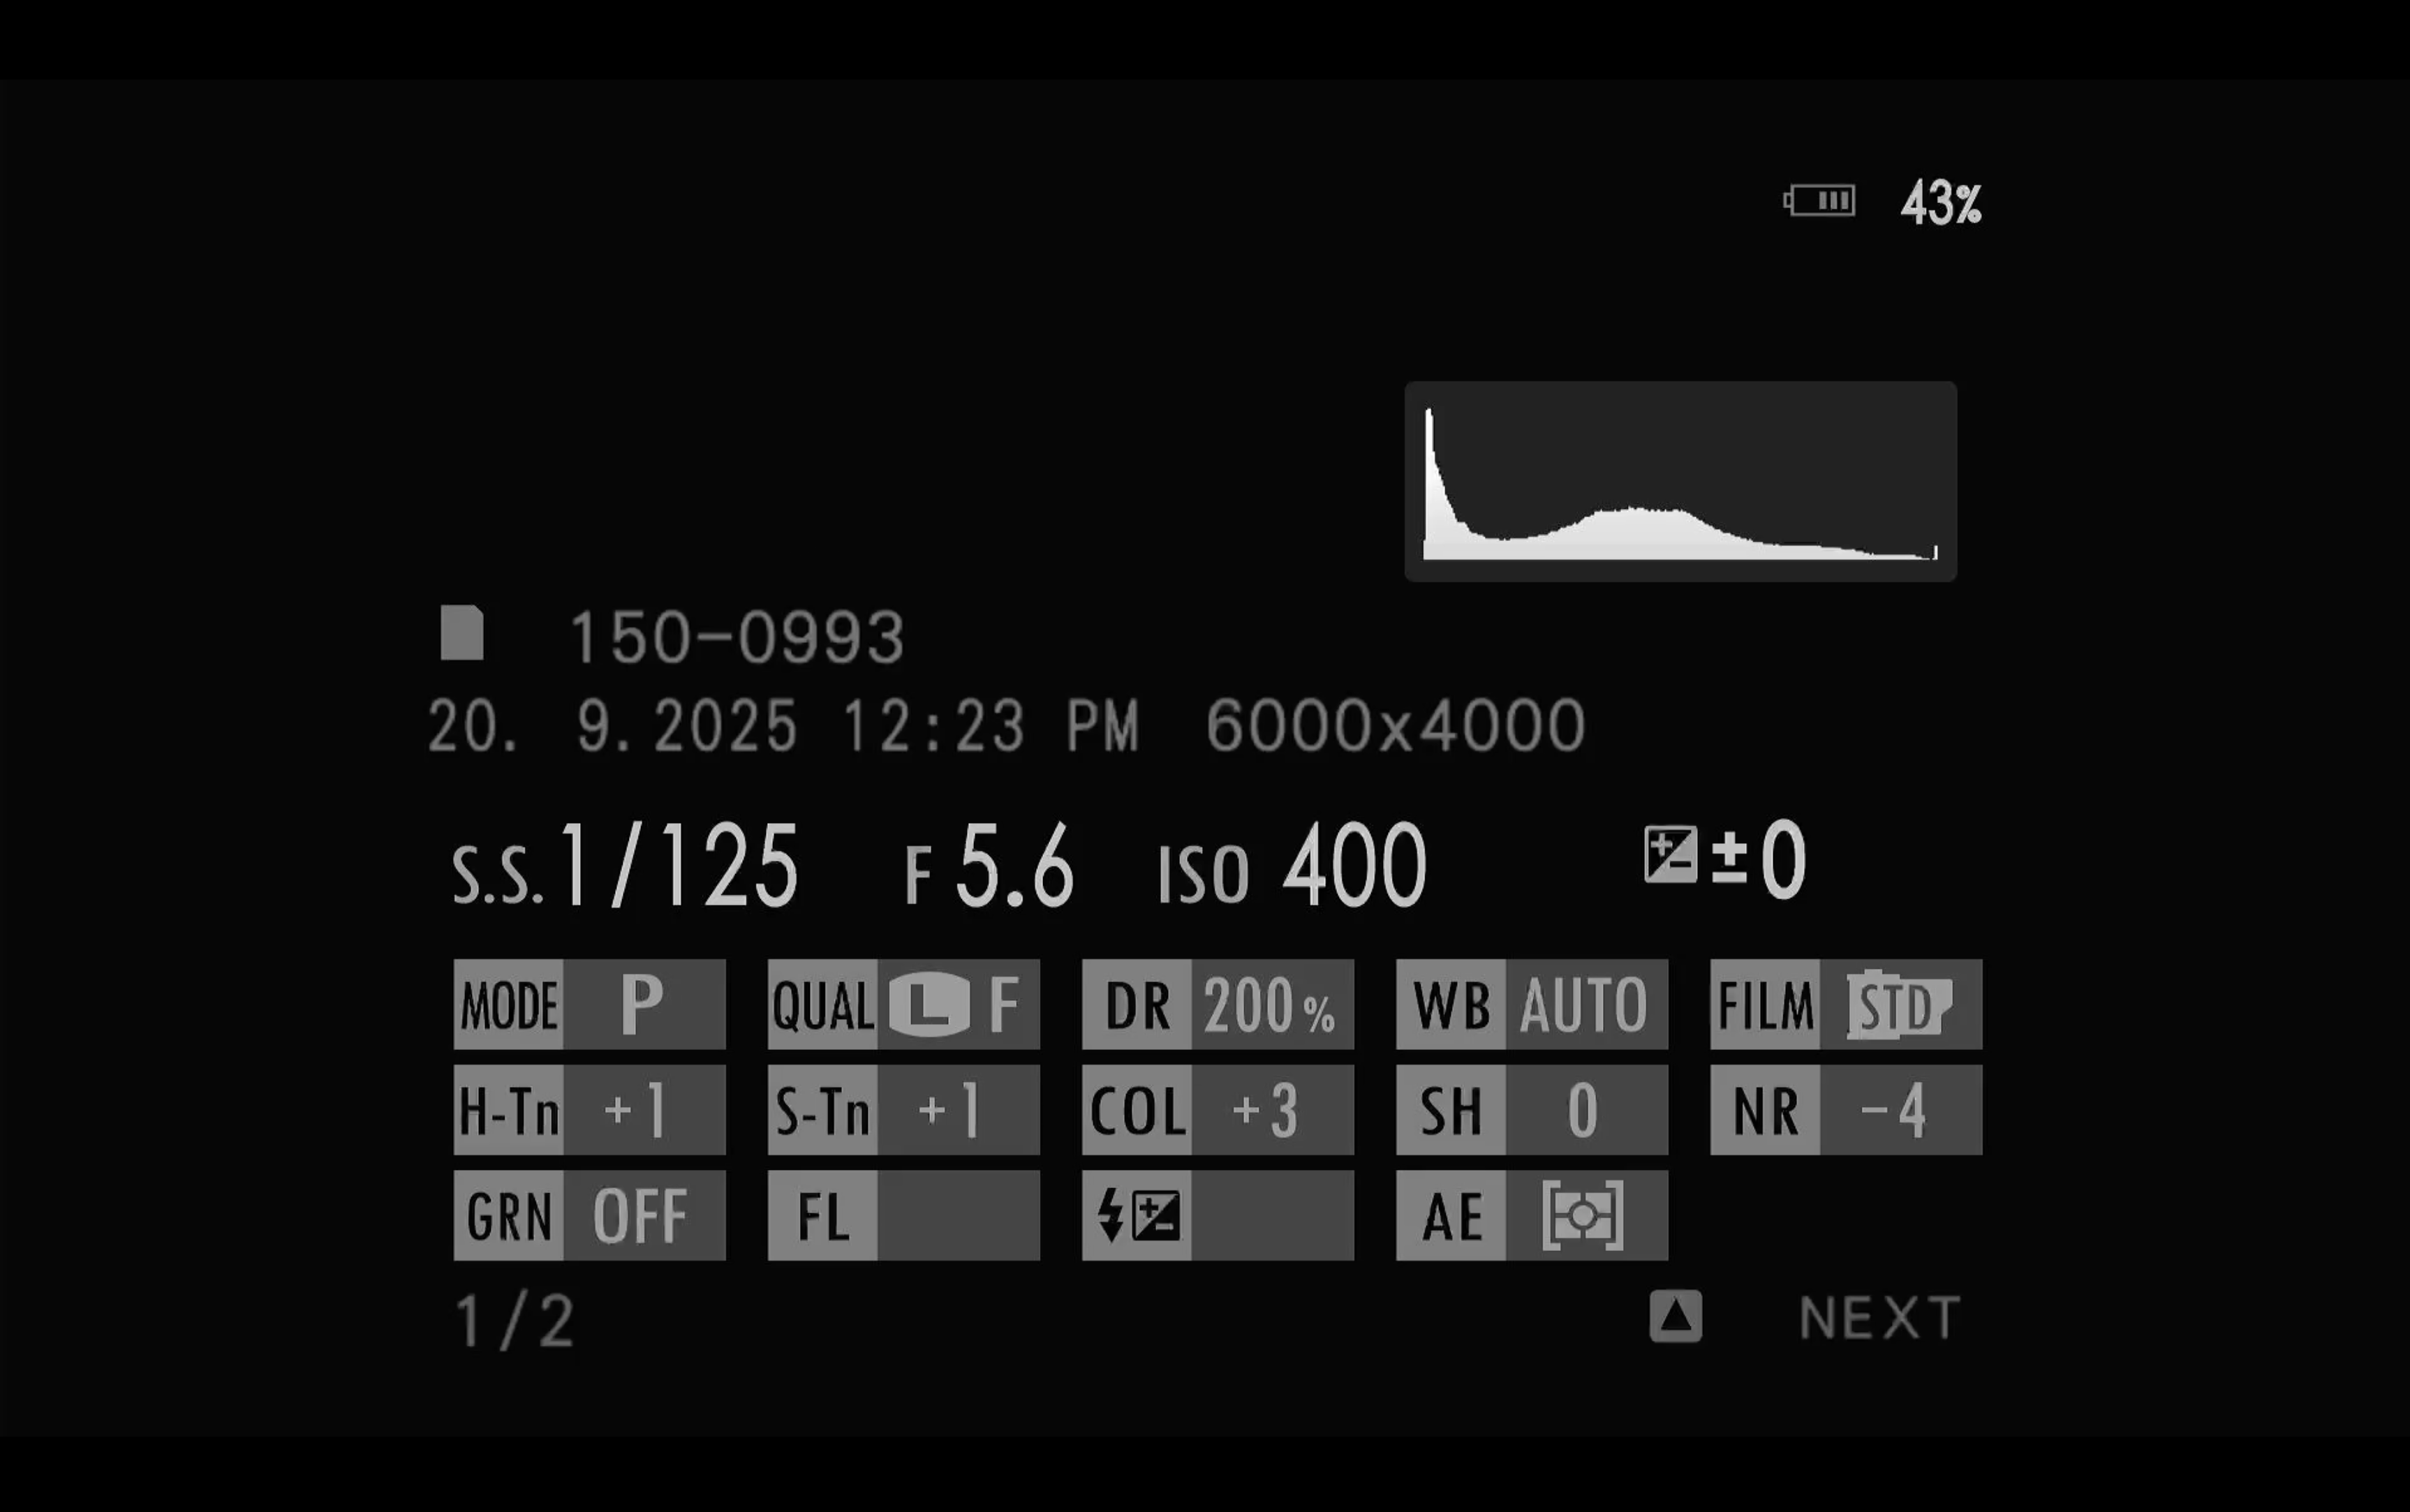 43%
150-0993
20. 9.2025 12:23 PM 6000x4000
S.S. 1/125 F 5.6 ISO 400 ±0
MODE P QUAL L F DR 200% WB AUTO FILM STD
H-Tn +1 S-Tn +1 COL +3 SH 0 NR -4
GRN OFF FL AE
1/2 NEXT